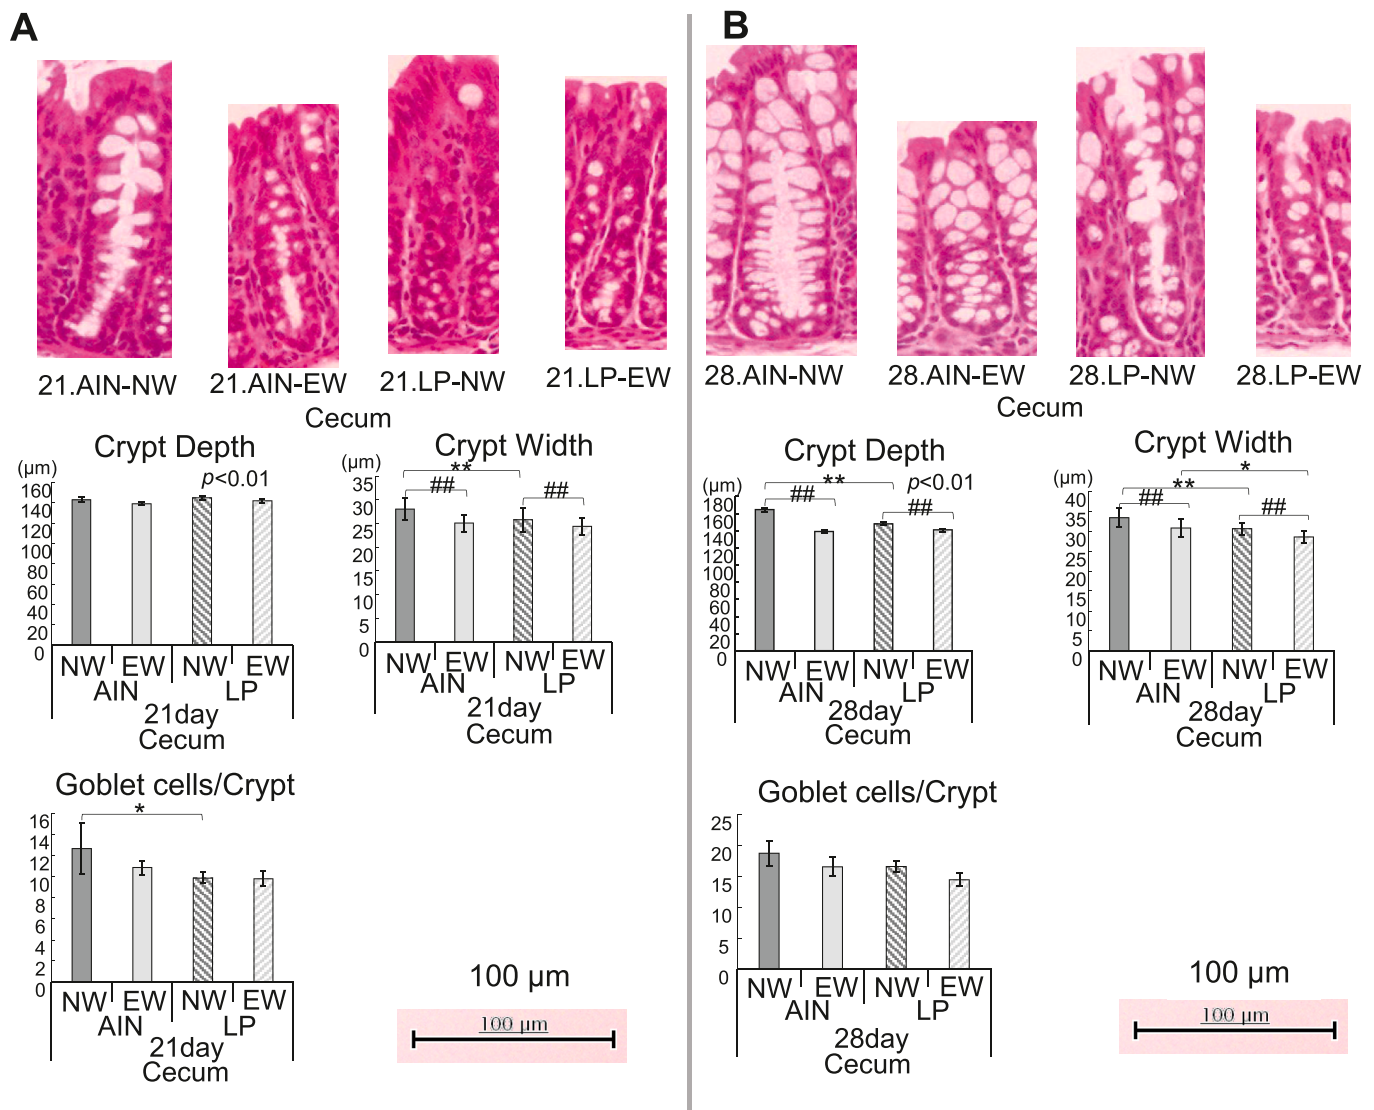 A
21.AIN-NW
21.AIN-EW
21.LP-NW
21.LP-EW
Cecum
Crypt Depth
(µm)
p<0.01
160
140
120
100
80
60
40
20
0
NW
EW
NW
EW
AIN
LP
21day
Cecum
Crypt Width
(µm)
**
##
##
35
30
25
20
15
10
5
0
NW
EW
NW
EW
AIN
LP
21day
Cecum
Goblet cells/Crypt
*
16
14
12
10
8
6
4
2
0
NW
EW
NW
EW
AIN
LP
21day
Cecum
100 µm
100 µm
B
28.AIN-NW
28.AIN-EW
28.LP-NW
28.LP-EW
Cecum
Crypt Depth
(µm)
**
p<0.01
##
##
180
160
140
120
100
80
60
40
20
0
NW
EW
NW
EW
AIN
LP
28day
Cecum
Crypt Width
(µm)
*
**
##
##
40
35
30
25
20
15
10
5
0
NW
EW
NW
EW
AIN
LP
28day
Cecum
Goblet cells/Crypt
25
20
15
10
5
0
NW
EW
NW
EW
AIN
LP
28day
Cecum
100 µm
100 µm